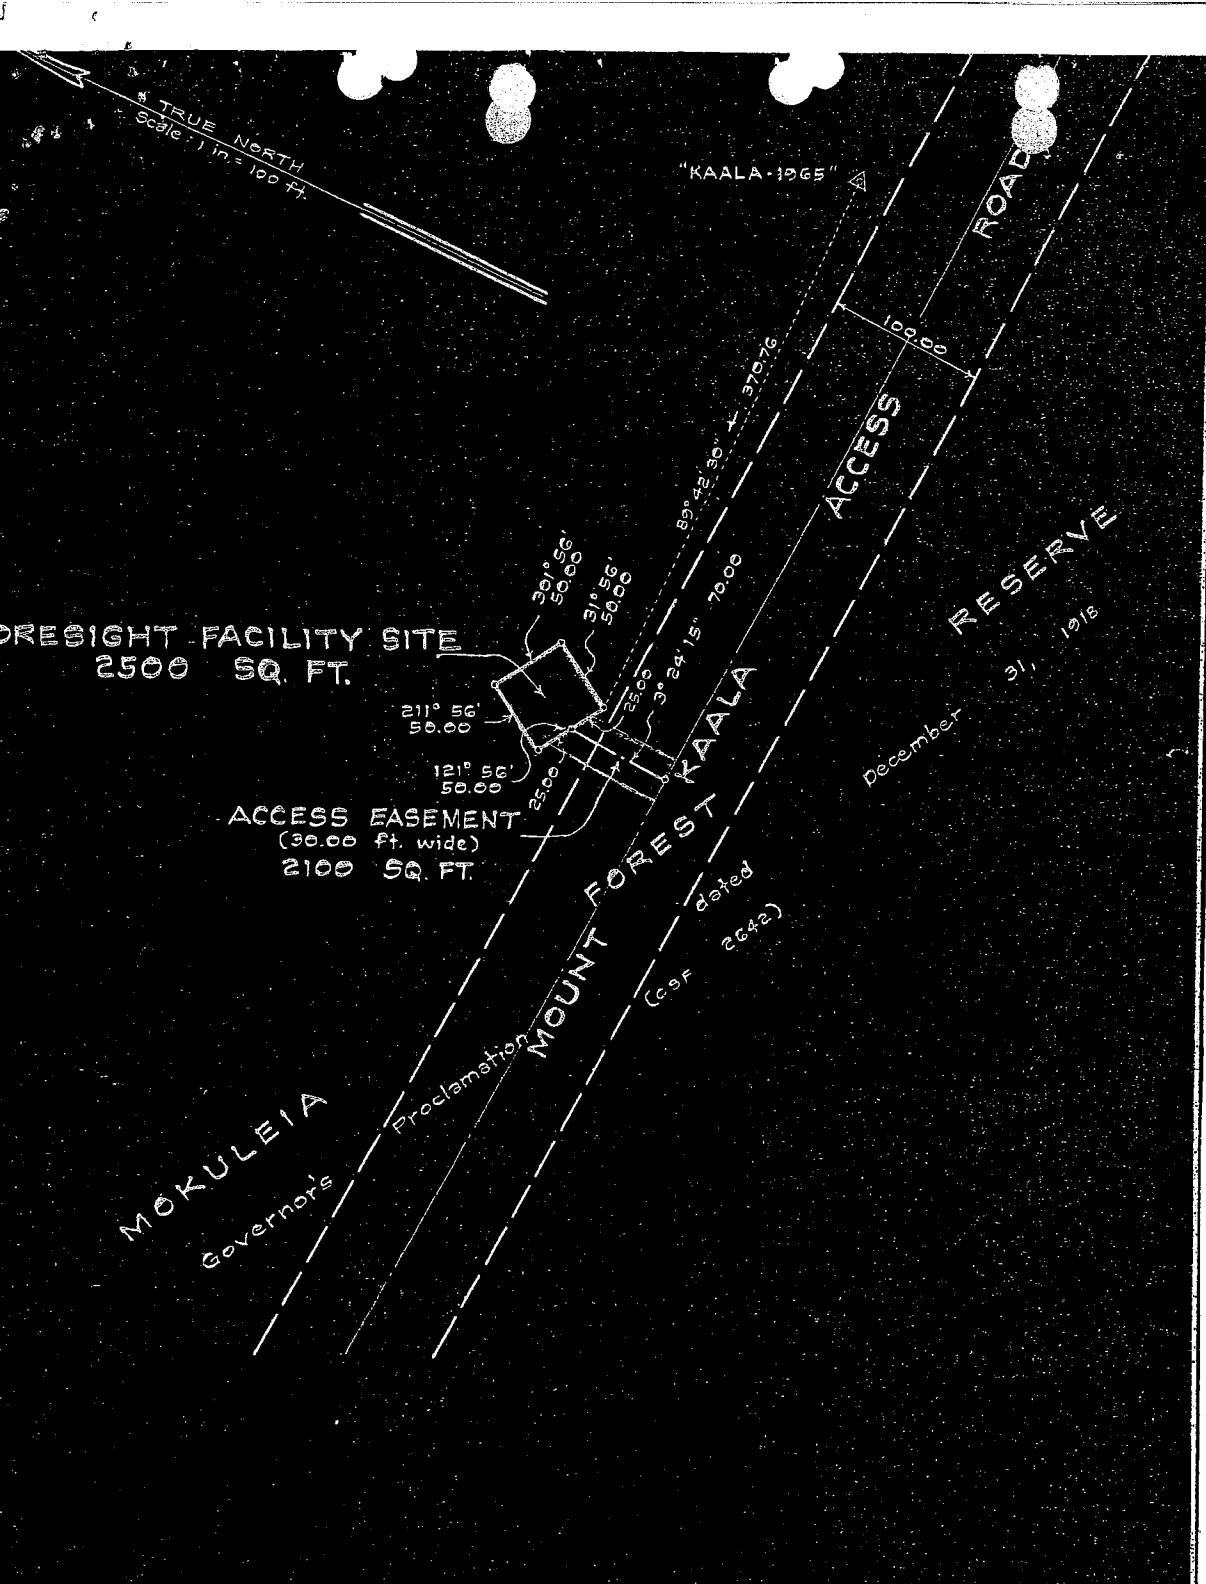 TRUE NORTH
Scale: 1 in. = 100 ft.
"KAALA-1965"
ROAD
100.00
370.76
89° 42' 30"
ACCESS
RESERVE
301° 56'
50.00
31° 56'
50.00
3° 24' 15" 70.00
31, 1918
ORESIGHT FACILITY SITE
2500 SQ. FT.
25.00
KAALA
211° 56'
50.00
December
121° 56'
50.00
25.00
ACCESS EASEMENT
(30.00 ft. wide)
2100 SQ. FT.
FOREST
dated
(C.S.F. 2642)
MOUNT
Proclamation
MOKULEIA
Governor's